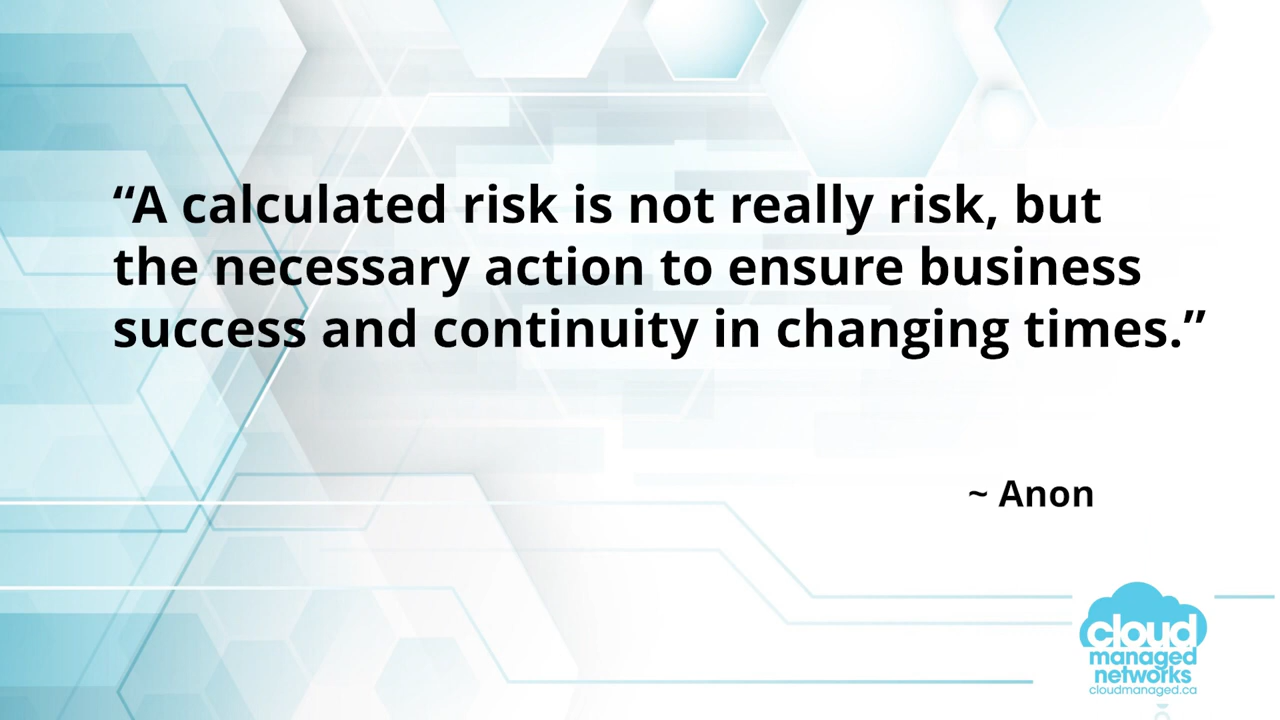 “A calculated risk is not really risk, but
the necessary action to ensure business
success and continuity in changing times.”
~ Anon
cloud
managed
networks
cloudmanaged.ca